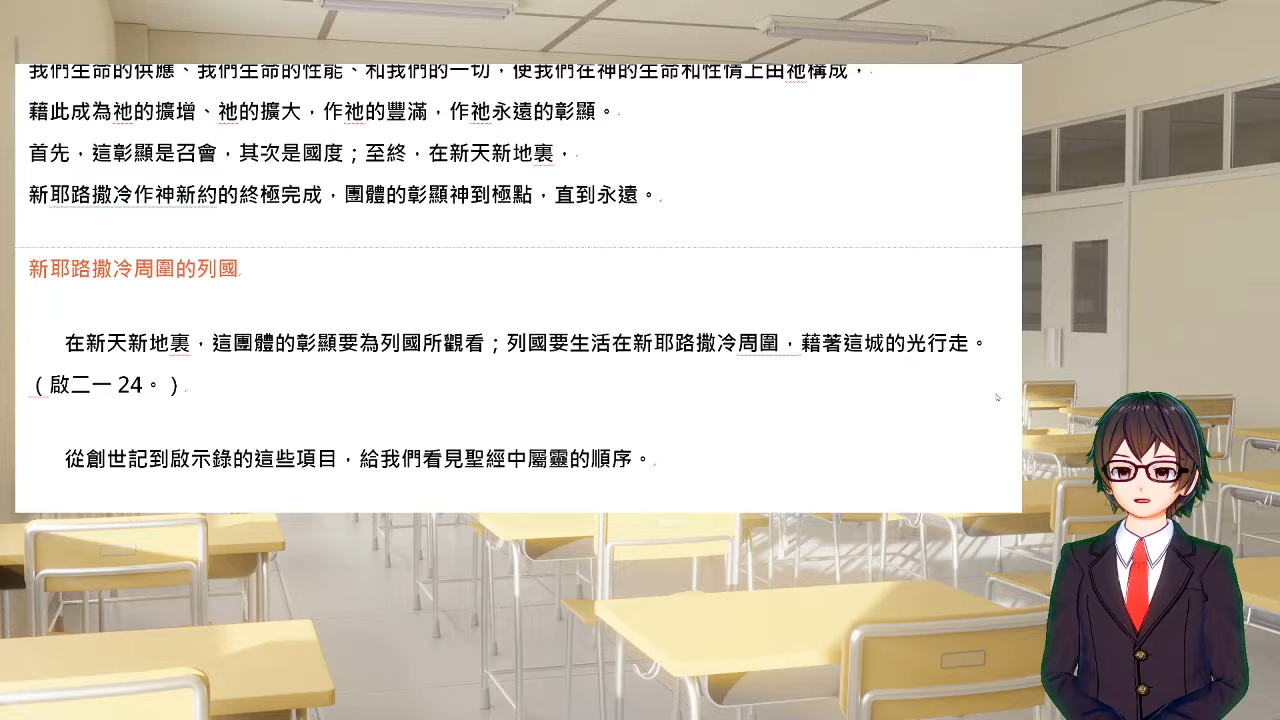 我們生命的供應、我們生命的性能、和我們的一切，使我們在神的生命和性情上由祂構成，
藉此成為祂的擴增、祂的擴大，作祂的豐滿，作祂永遠的彰顯。
首先，這彰顯是召會，其次是國度；至終，在新天新地裏，
新耶路撒冷作神新約的終極完成，團體的彰顯神到極點，直到永遠。
新耶路撒冷周圍的列國
在新天新地裏，這團體的彰顯要為列國所觀看；列國要生活在新耶路撒冷周圍，藉著這城的光行走。
（啟二一 24。）
從創世記到啟示錄的這些項目，給我們看見聖經中屬靈的順序。